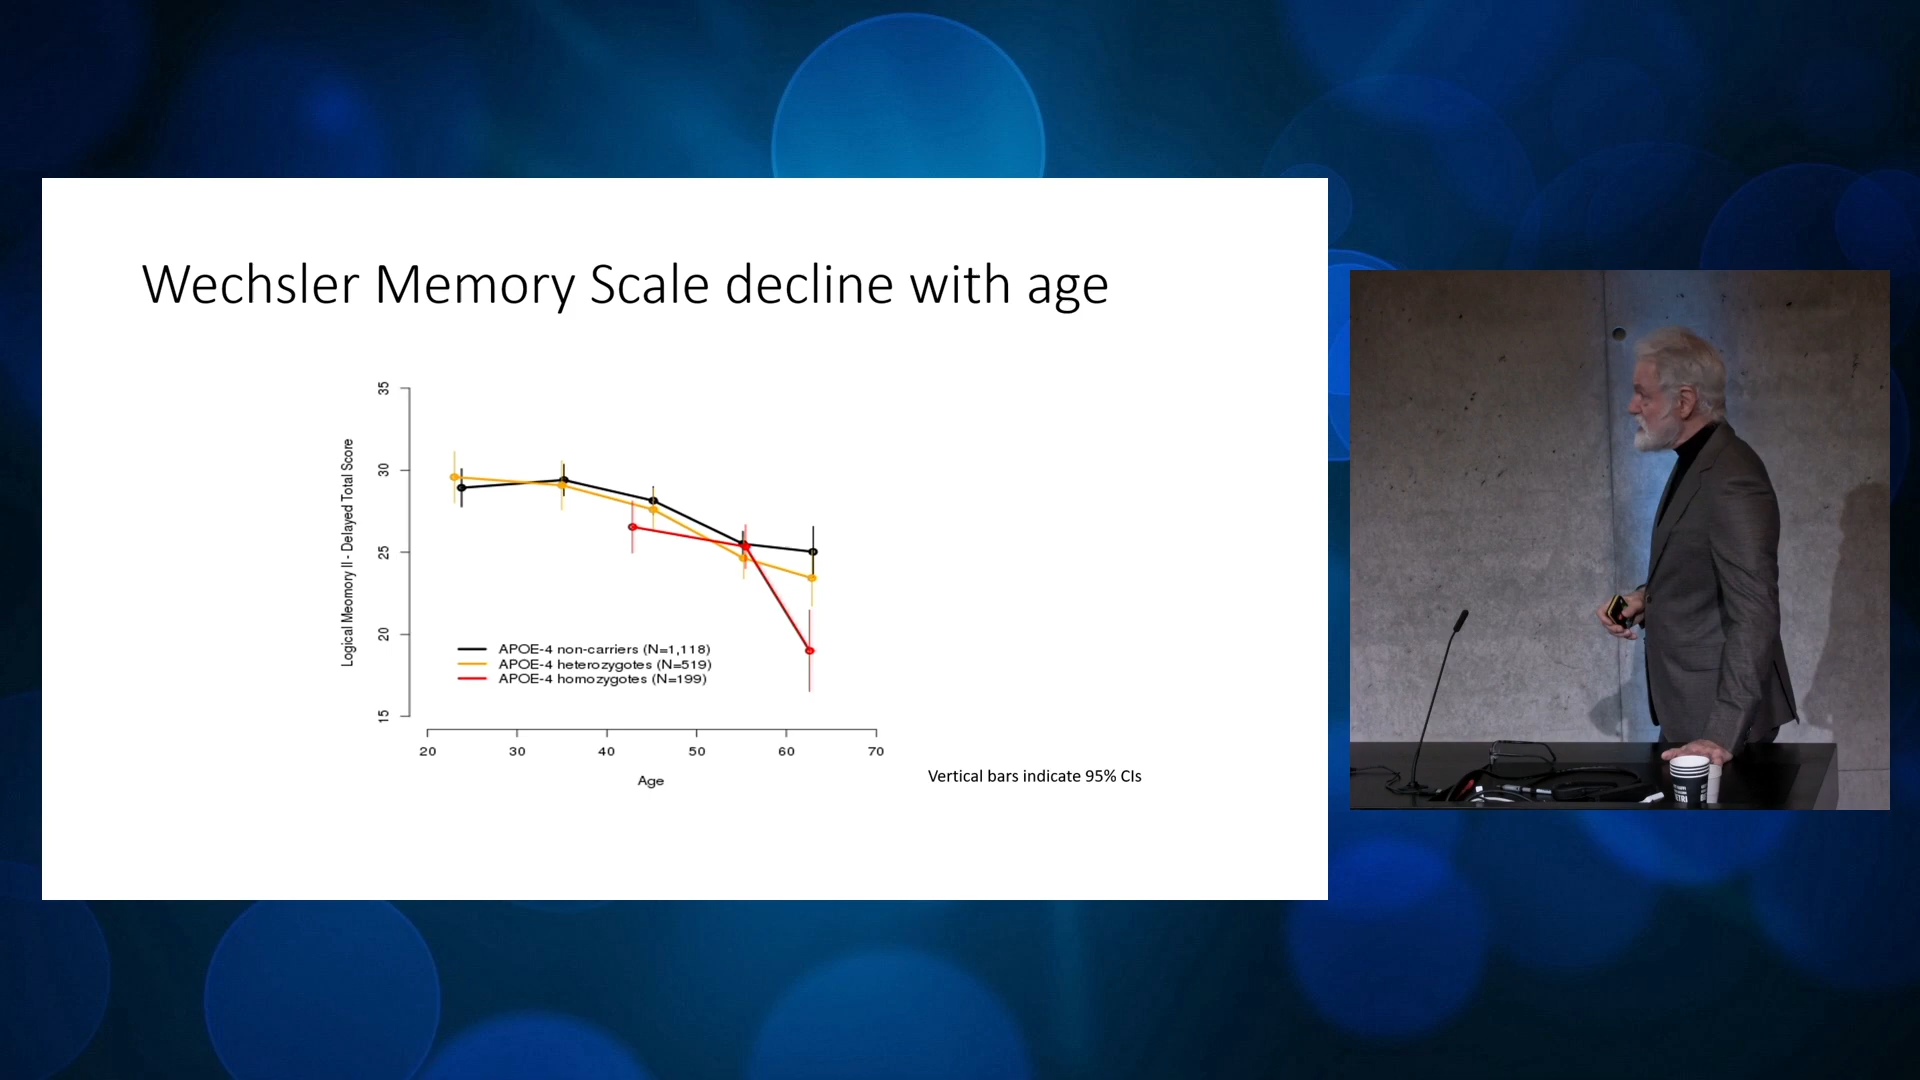 Wechsler Memory Scale decline with age
35
30
25
20
15
Logical Meomory II - Delayed Total Score
APOE-4 non-carriers (N=1,118)
APOE-4 heterozygotes (N=519)
APOE-4 homozygotes (N=199)
20 30 40 50 60 70
Age
Vertical bars indicate 95% CIs